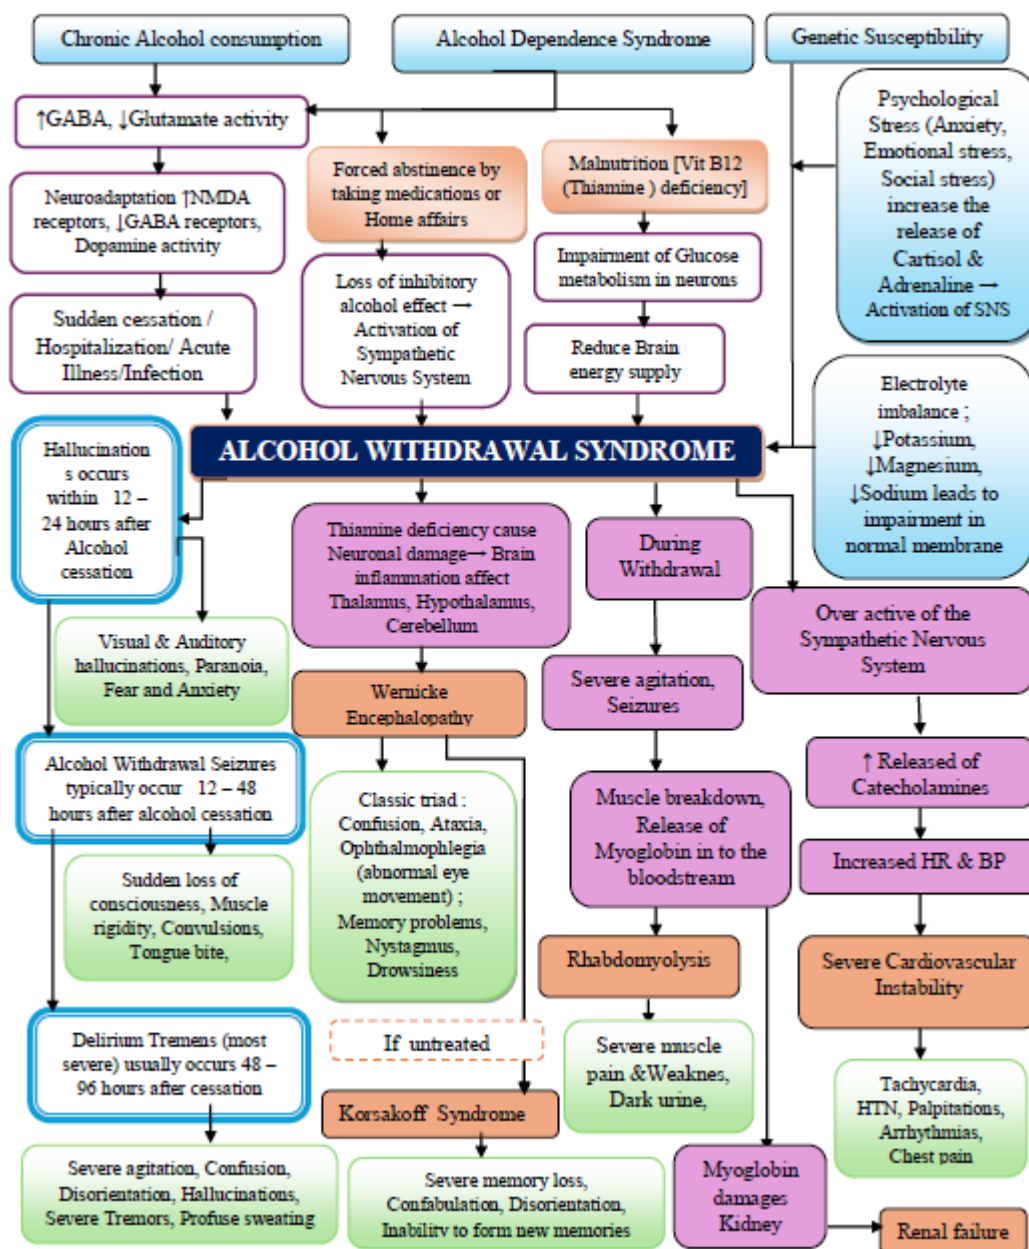 Chronic Alcohol consumption
Alcohol Dependence Syndrome
Genetic Susceptibility
↑GABA, ↓Glutamate activity
Neuroadaptation ↑NMDA
receptors, ↓GABA receptors,
Dopamine activity
Sudden cessation /
Hospitalization/ Acute
Illness/Infection
Forced abstinence by
taking medications or
Home affairs
Loss of inhibitory
alcohol effect →
Activation of
Sympathetic
Nervous System
Malnutrition [Vit B12
(Thiamine ) deficiency]
Impairment of Glucose
metabolism in neurons
Reduce Brain
energy supply
Psychological
Stress (Anxiety,
Emotional stress,
Social stress)
increase the
release of
Cartisol &
Adrenaline →
Activation of SNS
Electrolyte
imbalance ;
↓Potassium,
↓Magnesium,
↓Sodium leads to
impairment in
normal membrane
ALCOHOL WITHDRAWAL SYNDROME
Hallucination
s occurs
within 12 –
24 hours after
Alcohol
cessation
Visual & Auditory
hallucinations, Paranoia,
Fear and Anxiety
Alcohol Withdrawal Seizures
typically occur 12 – 48
hours after alcohol cessation
Sudden loss of
consciousness, Muscle
rigidity, Convulsions,
Tongue bite,
Delirium Tremens (most
severe) usually occurs 48 –
96 hours after cessation
Severe agitation, Confusion,
Disorientation, Hallucinations,
Severe Tremors, Profuse sweating
Thiamine deficiency cause
Neuronal damage→ Brain
inflammation affect
Thalamus, Hypothalamus,
Cerebellum
Wernicke
Encephalopathy
Classic triad :
Confusion, Ataxia,
Ophthalmophlegia
(abnormal eye
movement) ;
Memory problems,
Nystagmus,
Drowsiness
If untreated
Korsakoff Syndrome
Severe memory loss,
Confabulation, Disorientation,
Inability to form new memories
During
Withdrawal
Severe agitation,
Seizures
Muscle breakdown,
Release of
Myoglobin in to the
bloodstream
Rhabdomyolysis
Severe muscle
pain &Weaknes,
Dark urine,
Myoglobin
damages
Kidney
Renal failure
Over active of the
Sympathetic Nervous
System
↑ Released of
Catecholamines
Increased HR & BP
Severe Cardiovascular
Instability
Tachycardia,
HTN, Palpitations,
Arrhythmias,
Chest pain